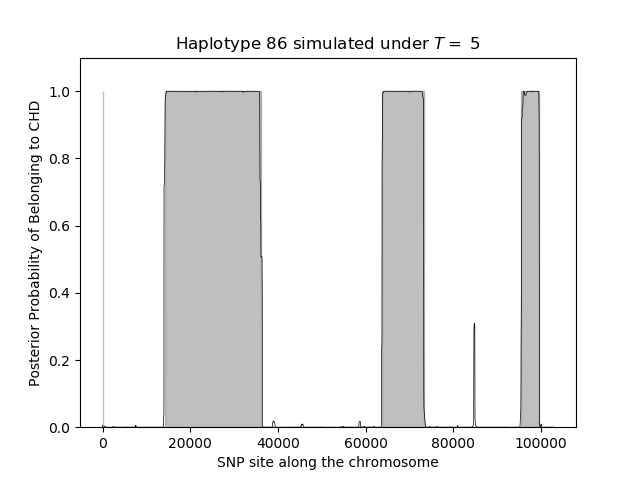 Haplotype 86 simulated under T = 5
Posterior Probability of Belonging to CHD
1.0
0.8
0.6
0.4
0.2
0.0
0 20000 40000 60000 80000 100000
SNP site along the chromosome